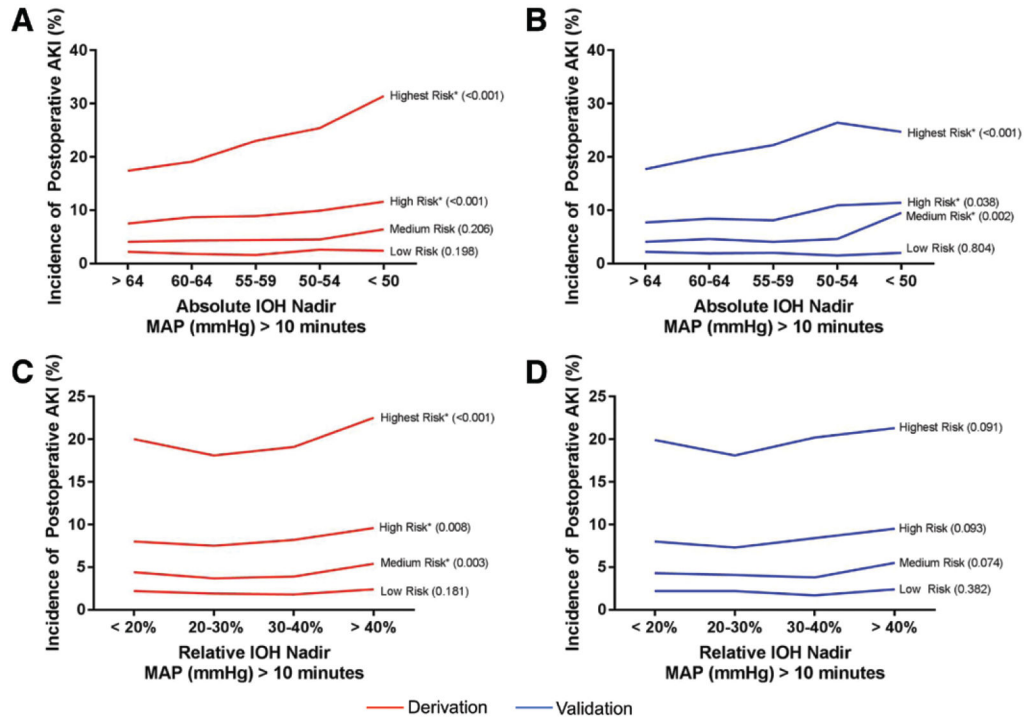 A
Incidence of Postoperative AKI (%)
40
30
20
10
0
> 64
60-64
55-59
50-54
< 50
Highest Risk* (<0.001)
High Risk* (<0.001)
Medium Risk (0.206)
Low Risk (0.198)
Absolute IOH Nadir
MAP (mmHg) > 10 minutes
B
Incidence of Postoperative AKI (%)
40
30
20
10
0
> 64
60-64
55-59
50-54
< 50
Highest Risk* (<0.001)
High Risk* (0.038)
Medium Risk* (0.002)
Low Risk (0.804)
Absolute IOH Nadir
MAP (mmHg) > 10 minutes
C
Incidence of Postoperative AKI (%)
25
20
15
10
5
0
< 20%
20-30%
30-40%
> 40%
Highest Risk* (<0.001)
High Risk* (0.008)
Medium Risk* (0.003)
Low Risk (0.181)
Relative IOH Nadir
MAP (mmHg) > 10 minutes
D
Incidence of Postoperative AKI (%)
25
20
15
10
5
0
< 20%
20-30%
30-40%
> 40%
Highest Risk (0.091)
High Risk (0.093)
Medium Risk (0.074)
Low Risk (0.382)
Relative IOH Nadir
MAP (mmHg) > 10 minutes
Derivation
Validation